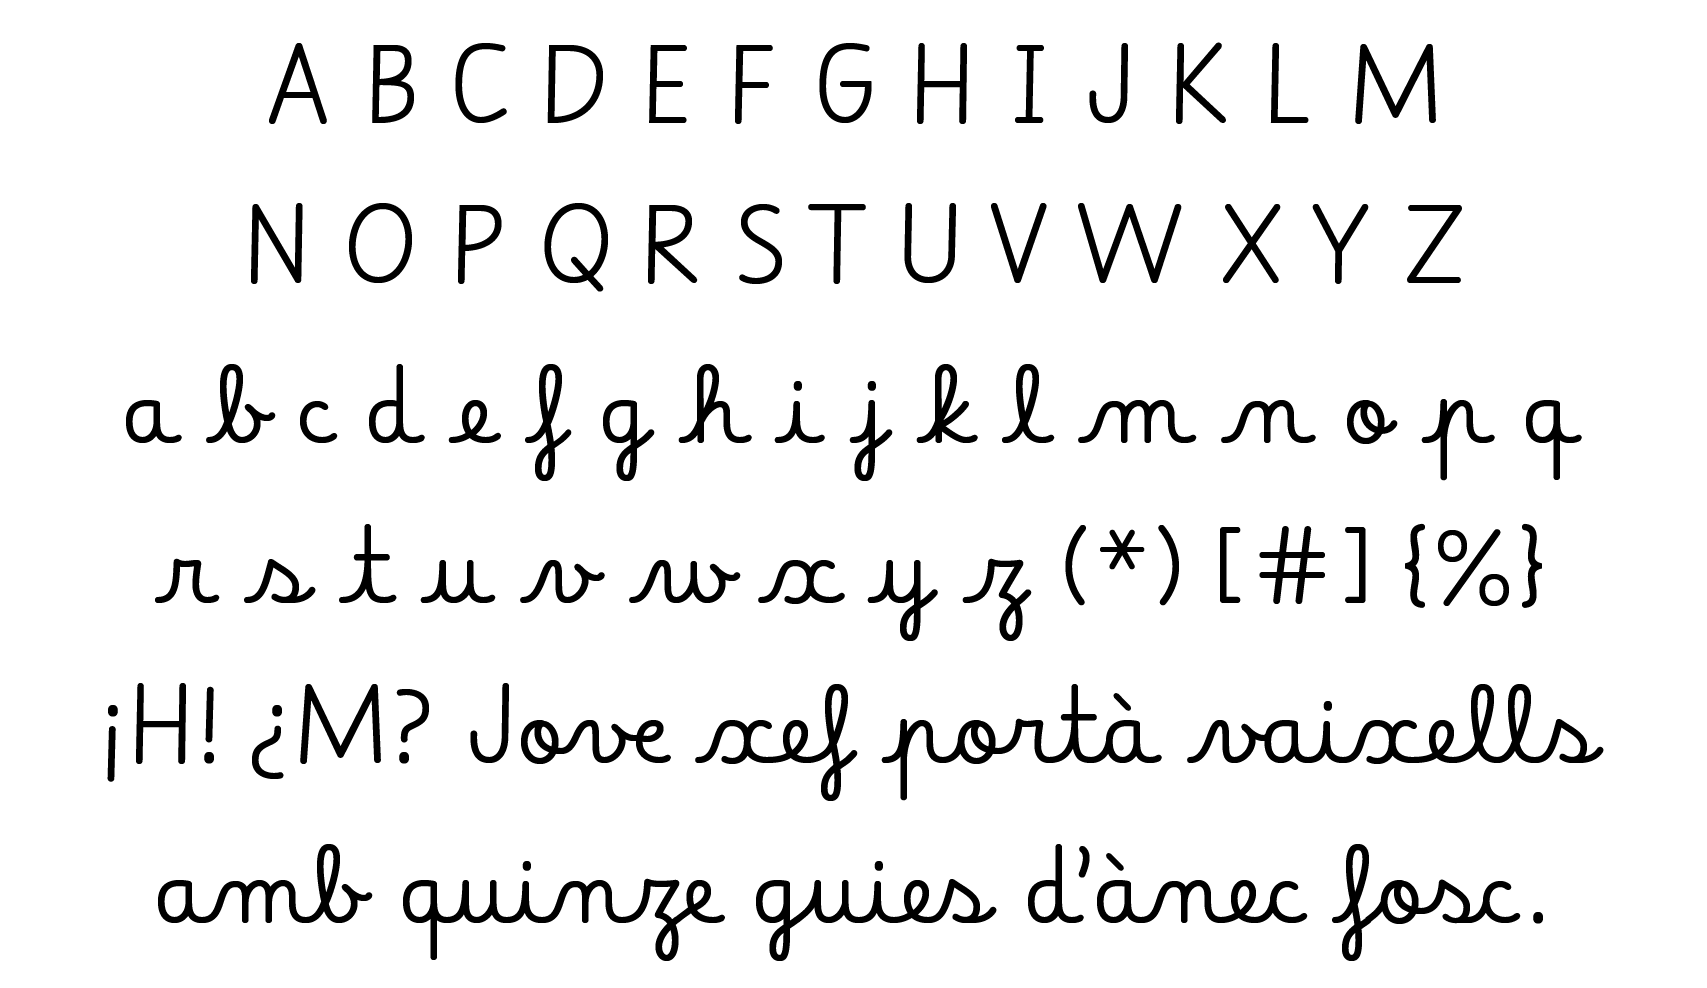 A B C D E F G H I J K L M
N O P Q R S T U V W X Y Z
a b c d e f g h i j k l m n o p q
r s t u v w x y z (*) [#] {%}
¡H! ¿M? Jove xef portà vaixells
amb quinze guies d’ànec fosc.